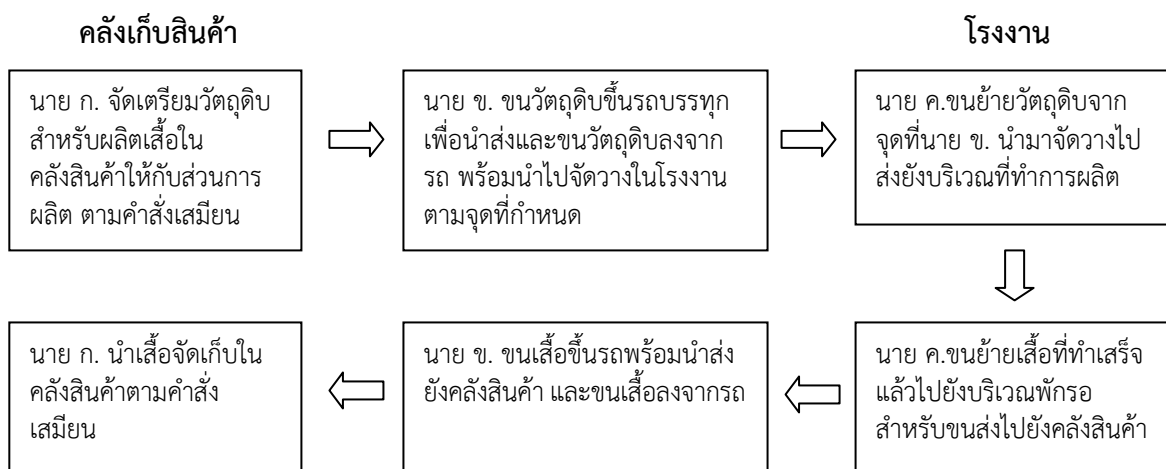 คลังเก็บสินค้า
โรงงาน
นาย ก. จัดเตรียมวัตถุดิบ
สำหรับผลิตเสื้อใน
คลังสินค้าให้กับส่วนการ
ผลิต ตามคำสั่งเสมียน
นาย ข. ขนวัตถุดิบขึ้นรถบรรทุก
เพื่อนำส่งและขนวัตถุดิบลงจาก
รถ พร้อมนำไปจัดวางในโรงงาน
ตามจุดที่กำหนด
นาย ค.ขนย้ายวัตถุดิบจาก
จุดที่นาย ข. นำมาจัดวางไป
ส่งยังบริเวณที่ทำการผลิต
นาย ค.ขนย้ายเสื้อที่ทำเสร็จ
แล้วไปยังบริเวณพักรอ
สำหรับขนส่งไปยังคลังสินค้า
นาย ข. ขนเสื้อขึ้นรถพร้อมนำส่ง
ยังคลังสินค้า และขนเสื้อลงจากรถ
นาย ก. นำเสื้อจัดเก็บใน
คลังสินค้าตามคำสั่ง
เสมียน